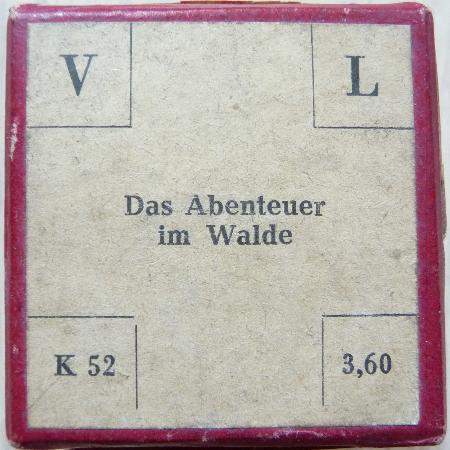 V L
Das Abenteuer
im Walde
K 52 3,60